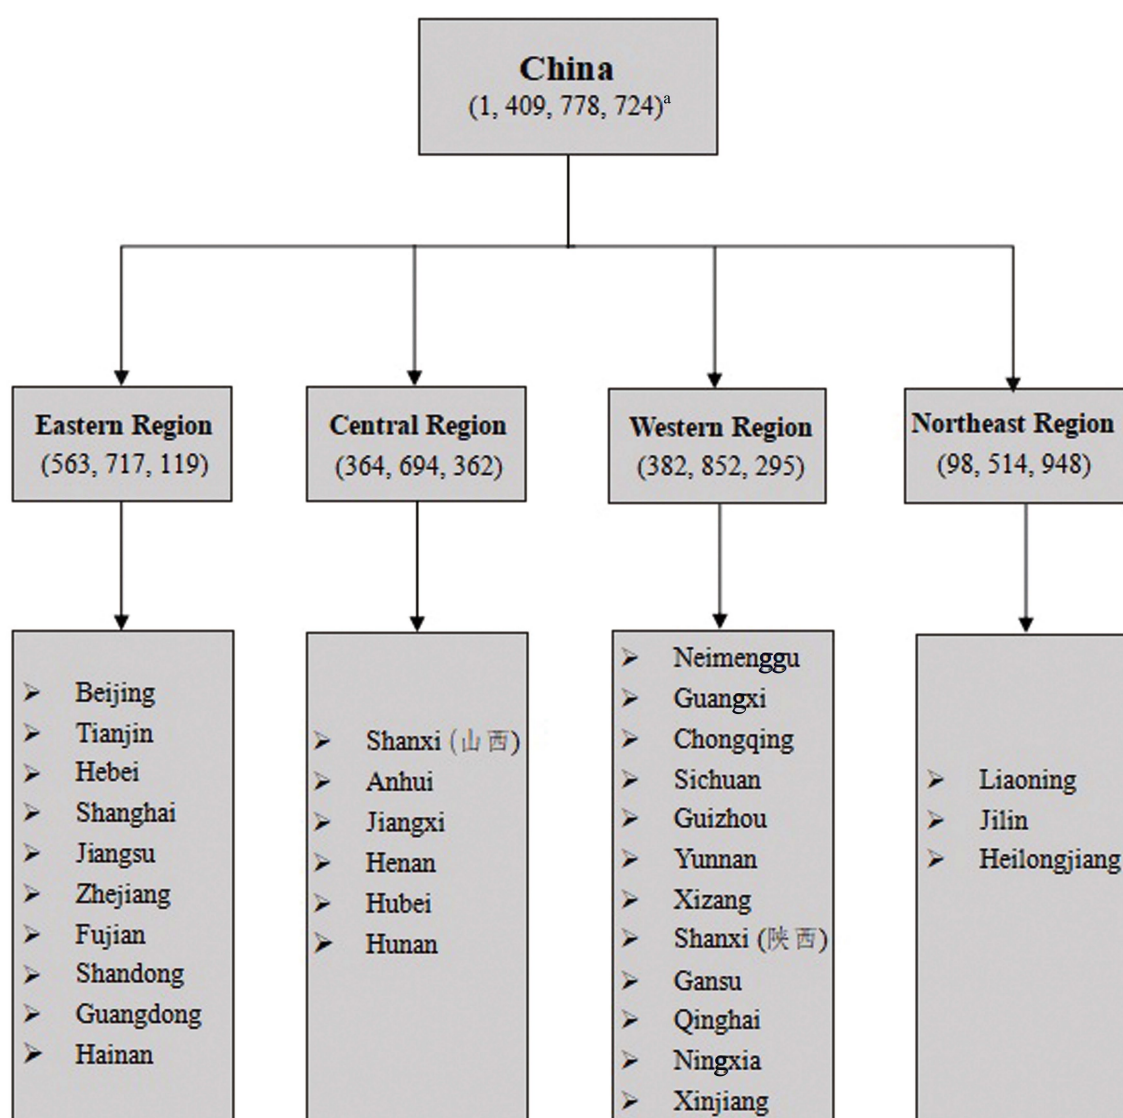 China
(1, 409, 778, 724)a
Eastern Region
(563, 717, 119)
Central Region
(364, 694, 362)
Western Region
(382, 852, 295)
Northeast Region
(98, 514, 948)
Beijing
Tianjin
Hebei
Shanghai
Jiangsu
Zhejiang
Fujian
Shandong
Guangdong
Hainan
Shanxi (山西)
Anhui
Jiangxi
Henan
Hubei
Hunan
Neimenggu
Guangxi
Chongqing
Sichuan
Guizhou
Yunnan
Xizang
Shanxi (陕西)
Gansu
Qinghai
Ningxia
Xinjiang
Liaoning
Jilin
Heilongjiang